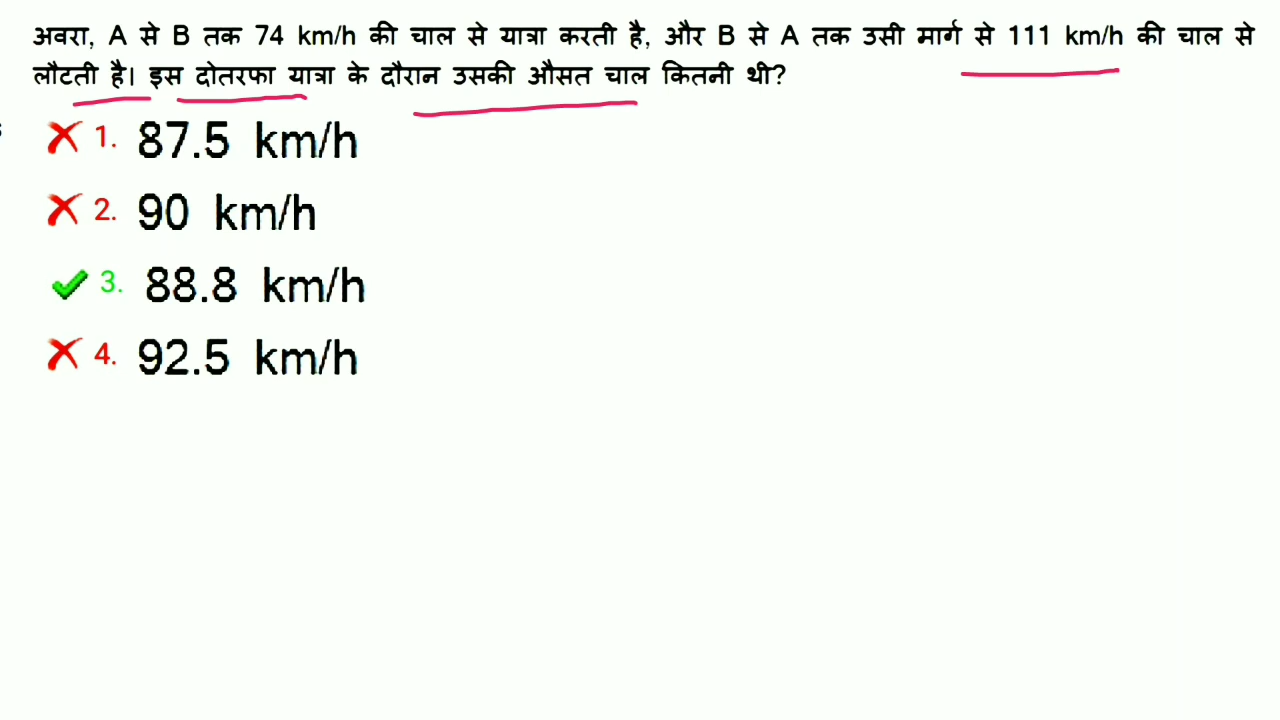 अवरा, A से B तक 74 km/h की चाल से यात्रा करती है, और B से A तक उसी मार्ग से 111 km/h की चाल से
लौटती है। इस दोतरफा यात्रा के दौरान उसकी औसत चाल कितनी थी?
1. 87.5 km/h
2. 90 km/h
3. 88.8 km/h
4. 92.5 km/h